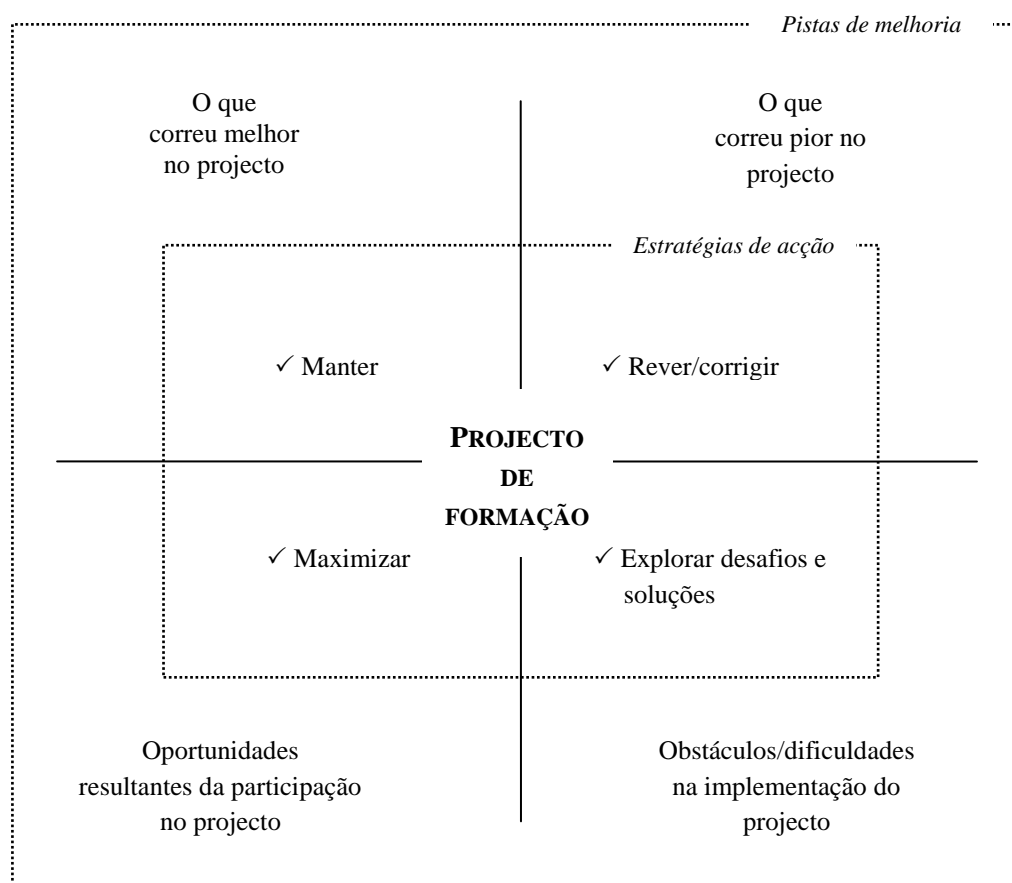 Pistas de melhoria
O que
correu melhor
no projecto
O que
correu pior no
projecto
Estratégias de acção
✓ Manter
✓ Rever/corrigir
PROJECTO
DE
FORMAÇÃO
✓ Maximizar
✓ Explorar desafios e
soluções
Oportunidades
resultantes da participação
no projecto
Obstáculos/dificuldades
na implementação do
projecto